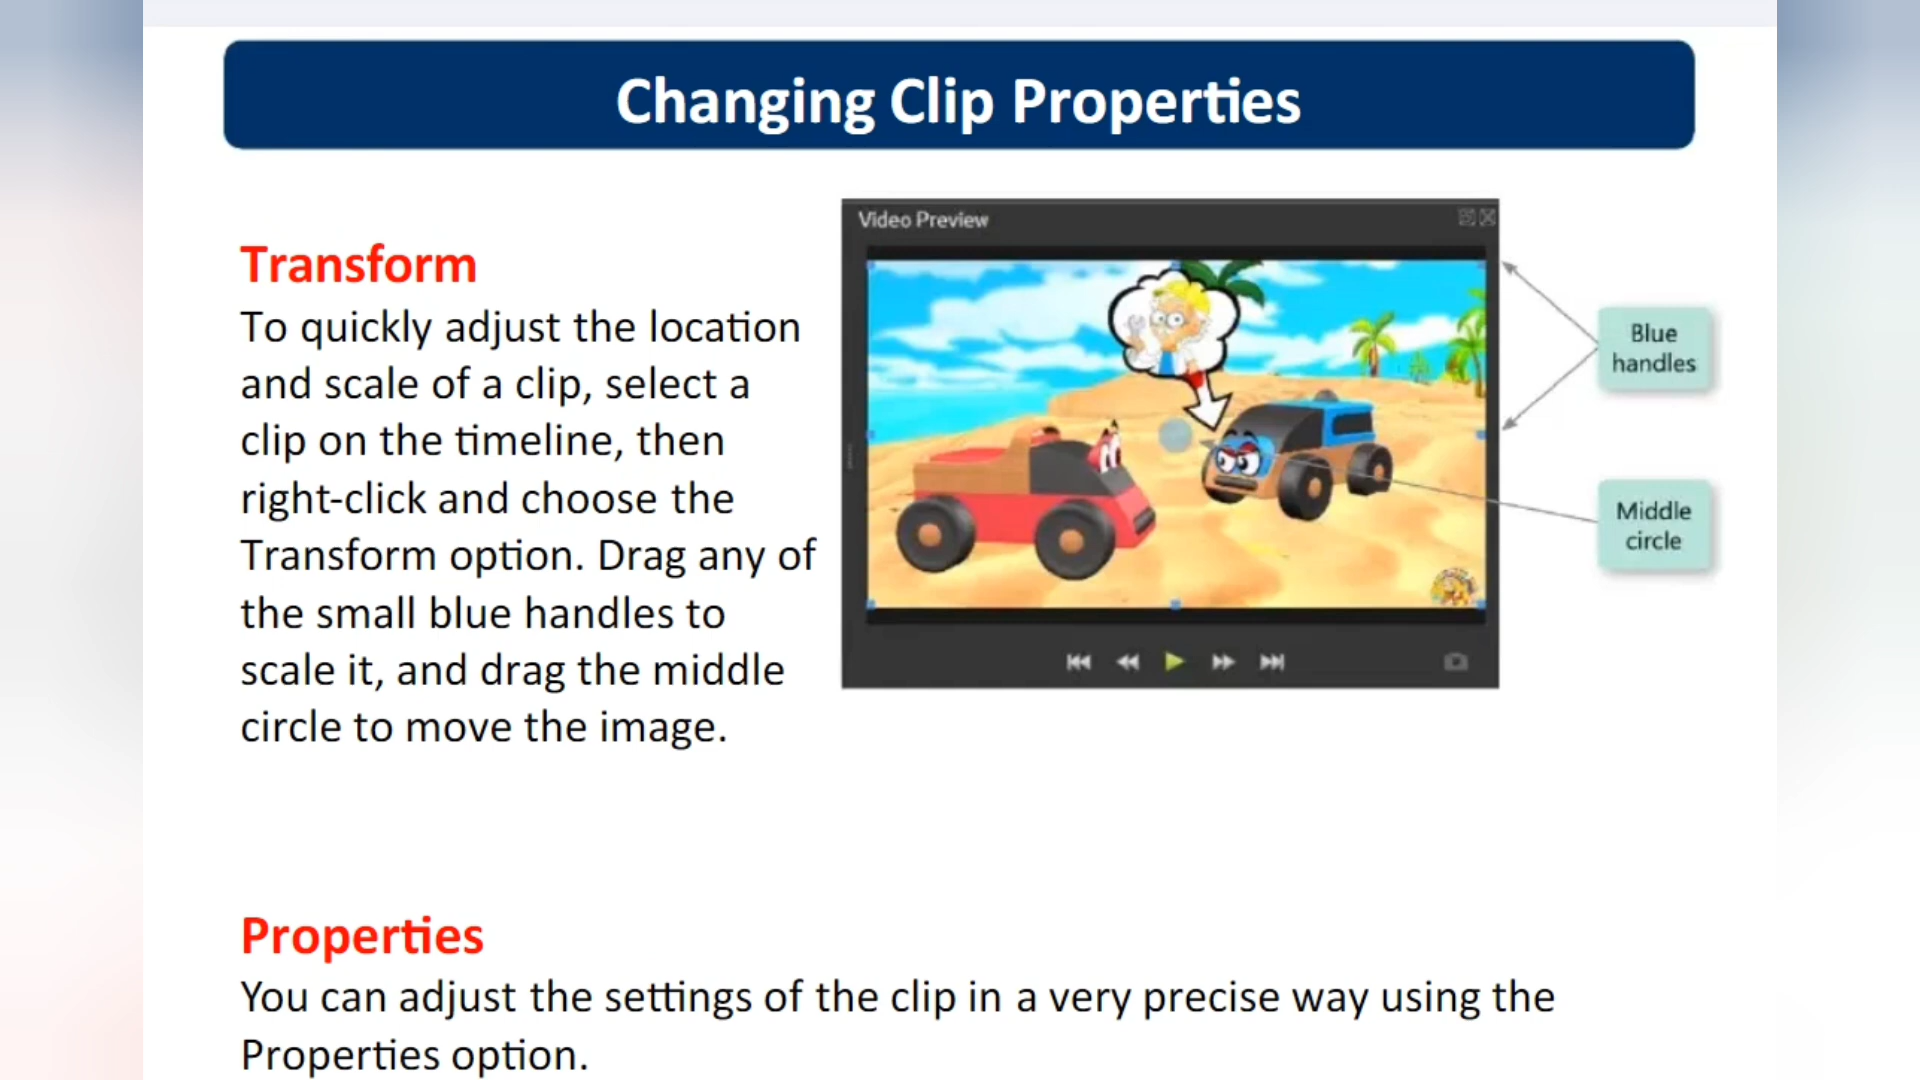 Changing Clip Properties
Transform
To quickly adjust the location
and scale of a clip, select a
clip on the timeline, then
right-click and choose the
Transform option. Drag any of
the small blue handles to
scale it, and drag the middle
circle to move the image.
Video Preview
Blue
handles
Middle
circle
Properties
You can adjust the settings of the clip in a very precise way using the
Properties option.